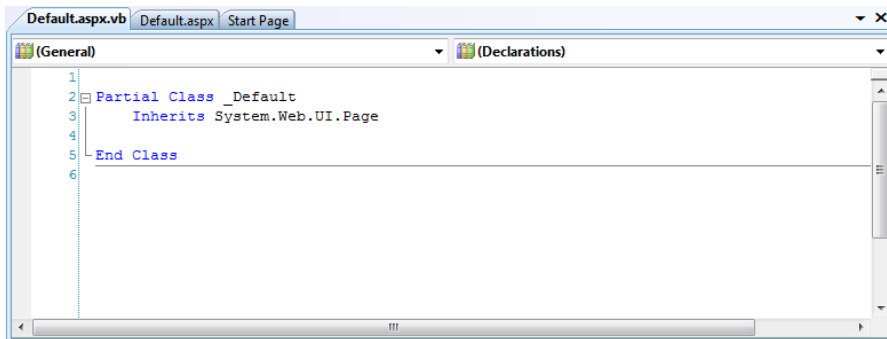 Default.aspx.vb Default.aspx Start Page
(General) (Declarations)
1
2 Partial Class _Default
3 Inherits System.Web.UI.Page
4
5 End Class
6